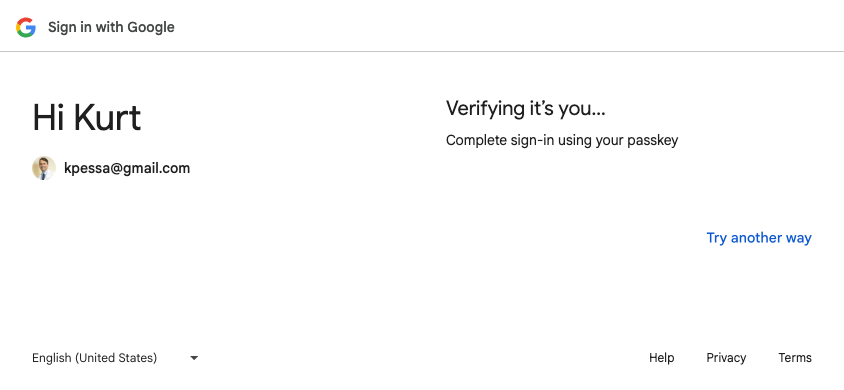 Sign in with Google
Hi Kurt
kpessa@gmail.com
Verifying it's you...
Complete sign-in using your passkey
Try another way
English (United States)
Help Privacy Terms